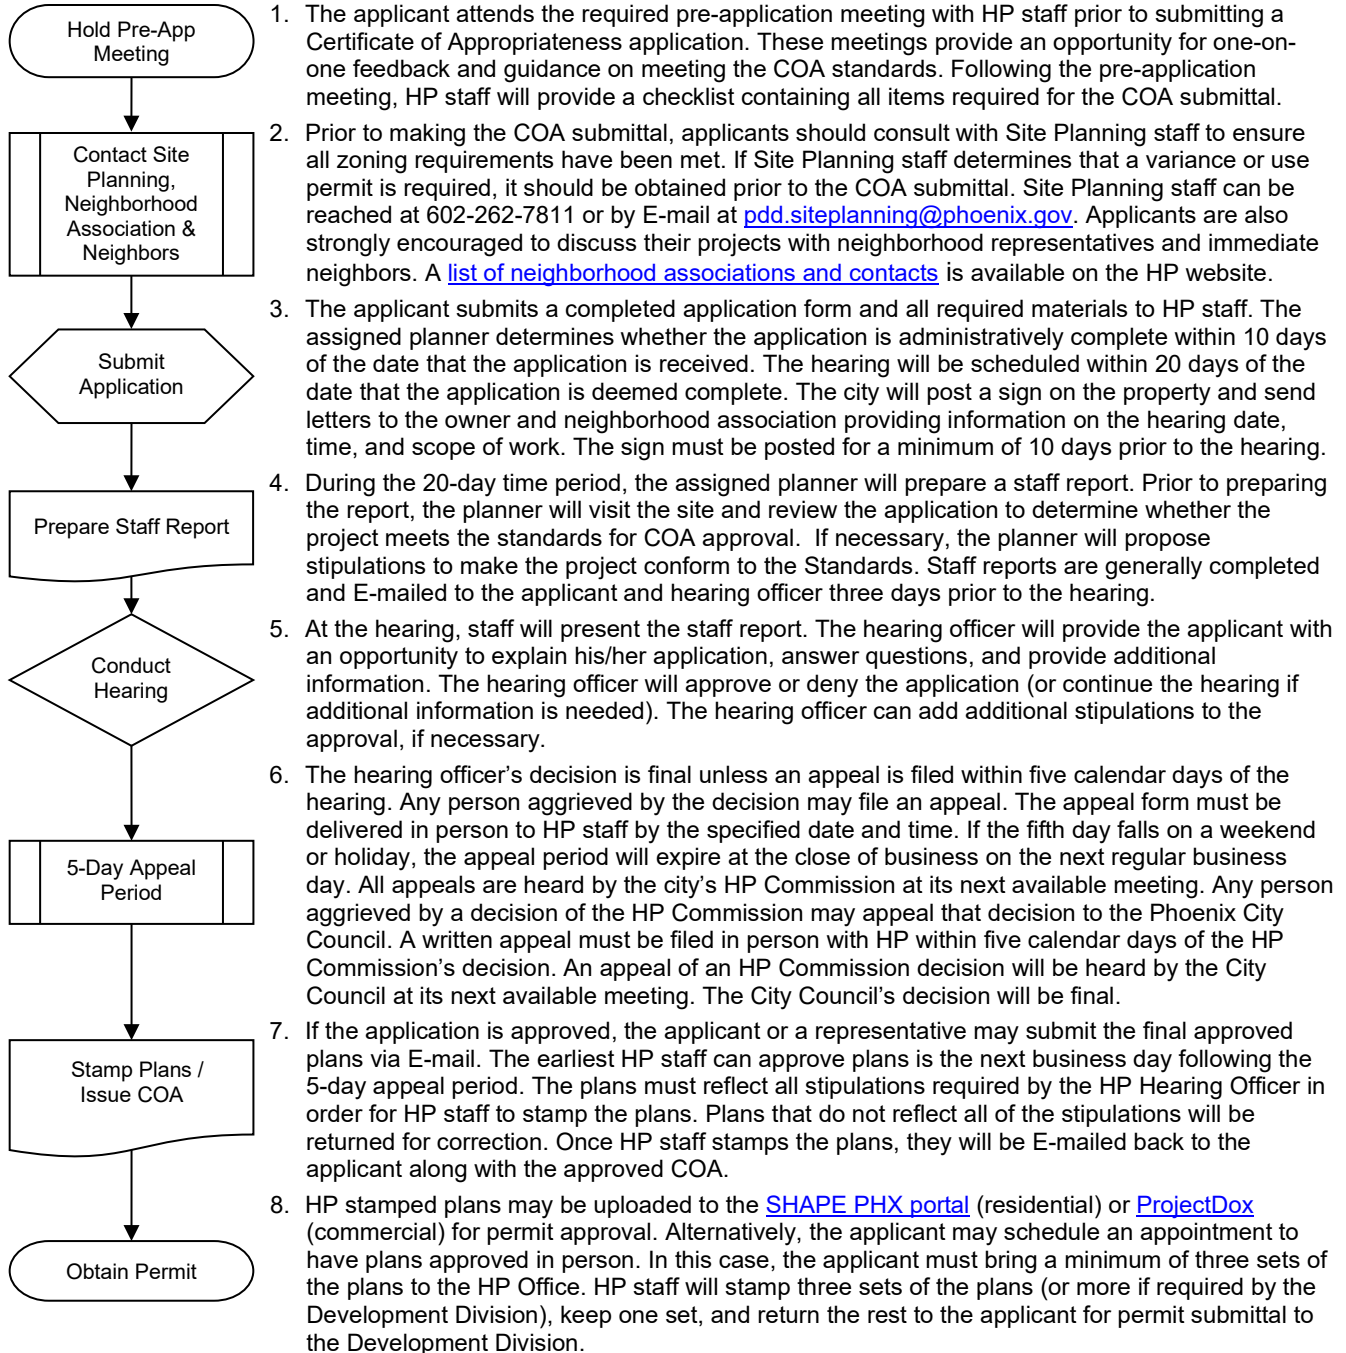 Hold Pre-App
Meeting
1. The applicant attends the required pre-application meeting with HP staff prior to submitting a
Certificate of Appropriateness application. These meetings provide an opportunity for one-on-
one feedback and guidance on meeting the COA standards. Following the pre-application
meeting, HP staff will provide a checklist containing all items required for the COA submittal.
Contact Site
Planning,
Neighborhood
Association &
Neighbors
2. Prior to making the COA submittal, applicants should consult with Site Planning staff to ensure
all zoning requirements have been met. If Site Planning staff determines that a variance or use
permit is required, it should be obtained prior to the COA submittal. Site Planning staff can be
reached at 602-262-7811 or by E-mail at pdd.siteplanning@phoenix.gov. Applicants are also
strongly encouraged to discuss their projects with neighborhood representatives and immediate
neighbors. A list of neighborhood associations and contacts is available on the HP website.
Submit
Application
3. The applicant submits a completed application form and all required materials to HP staff. The
assigned planner determines whether the application is administratively complete within 10 days
of the date that the application is received. The hearing will be scheduled within 20 days of the
date that the application is deemed complete. The city will post a sign on the property and send
letters to the owner and neighborhood association providing information on the hearing date,
time, and scope of work. The sign must be posted for a minimum of 10 days prior to the hearing.
Prepare Staff Report
4. During the 20-day time period, the assigned planner will prepare a staff report. Prior to preparing
the report, the planner will visit the site and review the application to determine whether the
project meets the standards for COA approval.  If necessary, the planner will propose
stipulations to make the project conform to the Standards. Staff reports are generally completed
and E-mailed to the applicant and hearing officer three days prior to the hearing.
Conduct
Hearing
5. At the hearing, staff will present the staff report. The hearing officer will provide the applicant with
an opportunity to explain his/her application, answer questions, and provide additional
information. The hearing officer will approve or deny the application (or continue the hearing if
additional information is needed). The hearing officer can add additional stipulations to the
approval, if necessary.
5-Day Appeal
Period
6. The hearing officer's decision is final unless an appeal is filed within five calendar days of the
hearing. Any person aggrieved by the decision may file an appeal. The appeal form must be
delivered in person to HP staff by the specified date and time. If the fifth day falls on a weekend
or holiday, the appeal period will expire at the close of business on the next regular business
day. All appeals are heard by the city's HP Commission at its next available meeting. Any person
aggrieved by a decision of the HP Commission may appeal that decision to the Phoenix City
Council. A written appeal must be filed in person with HP within five calendar days of the HP
Commission's decision. An appeal of an HP Commission decision will be heard by the City
Council at its next available meeting. The City Council's decision will be final.
Stamp Plans /
Issue COA
7. If the application is approved, the applicant or a representative may submit the final approved
plans via E-mail. The earliest HP staff can approve plans is the next business day following the
5-day appeal period. The plans must reflect all stipulations required by the HP Hearing Officer in
order for HP staff to stamp the plans. Plans that do not reflect all of the stipulations will be
returned for correction. Once HP staff stamps the plans, they will be E-mailed back to the
applicant along with the approved COA.
Obtain Permit
8. HP stamped plans may be uploaded to the SHAPE PHX portal (residential) or ProjectDox
(commercial) for permit approval. Alternatively, the applicant may schedule an appointment to
have plans approved in person. In this case, the applicant must bring a minimum of three sets of
the plans to the HP Office. HP staff will stamp three sets of the plans (or more if required by the
Development Division), keep one set, and return the rest to the applicant for permit submittal to
the Development Division.